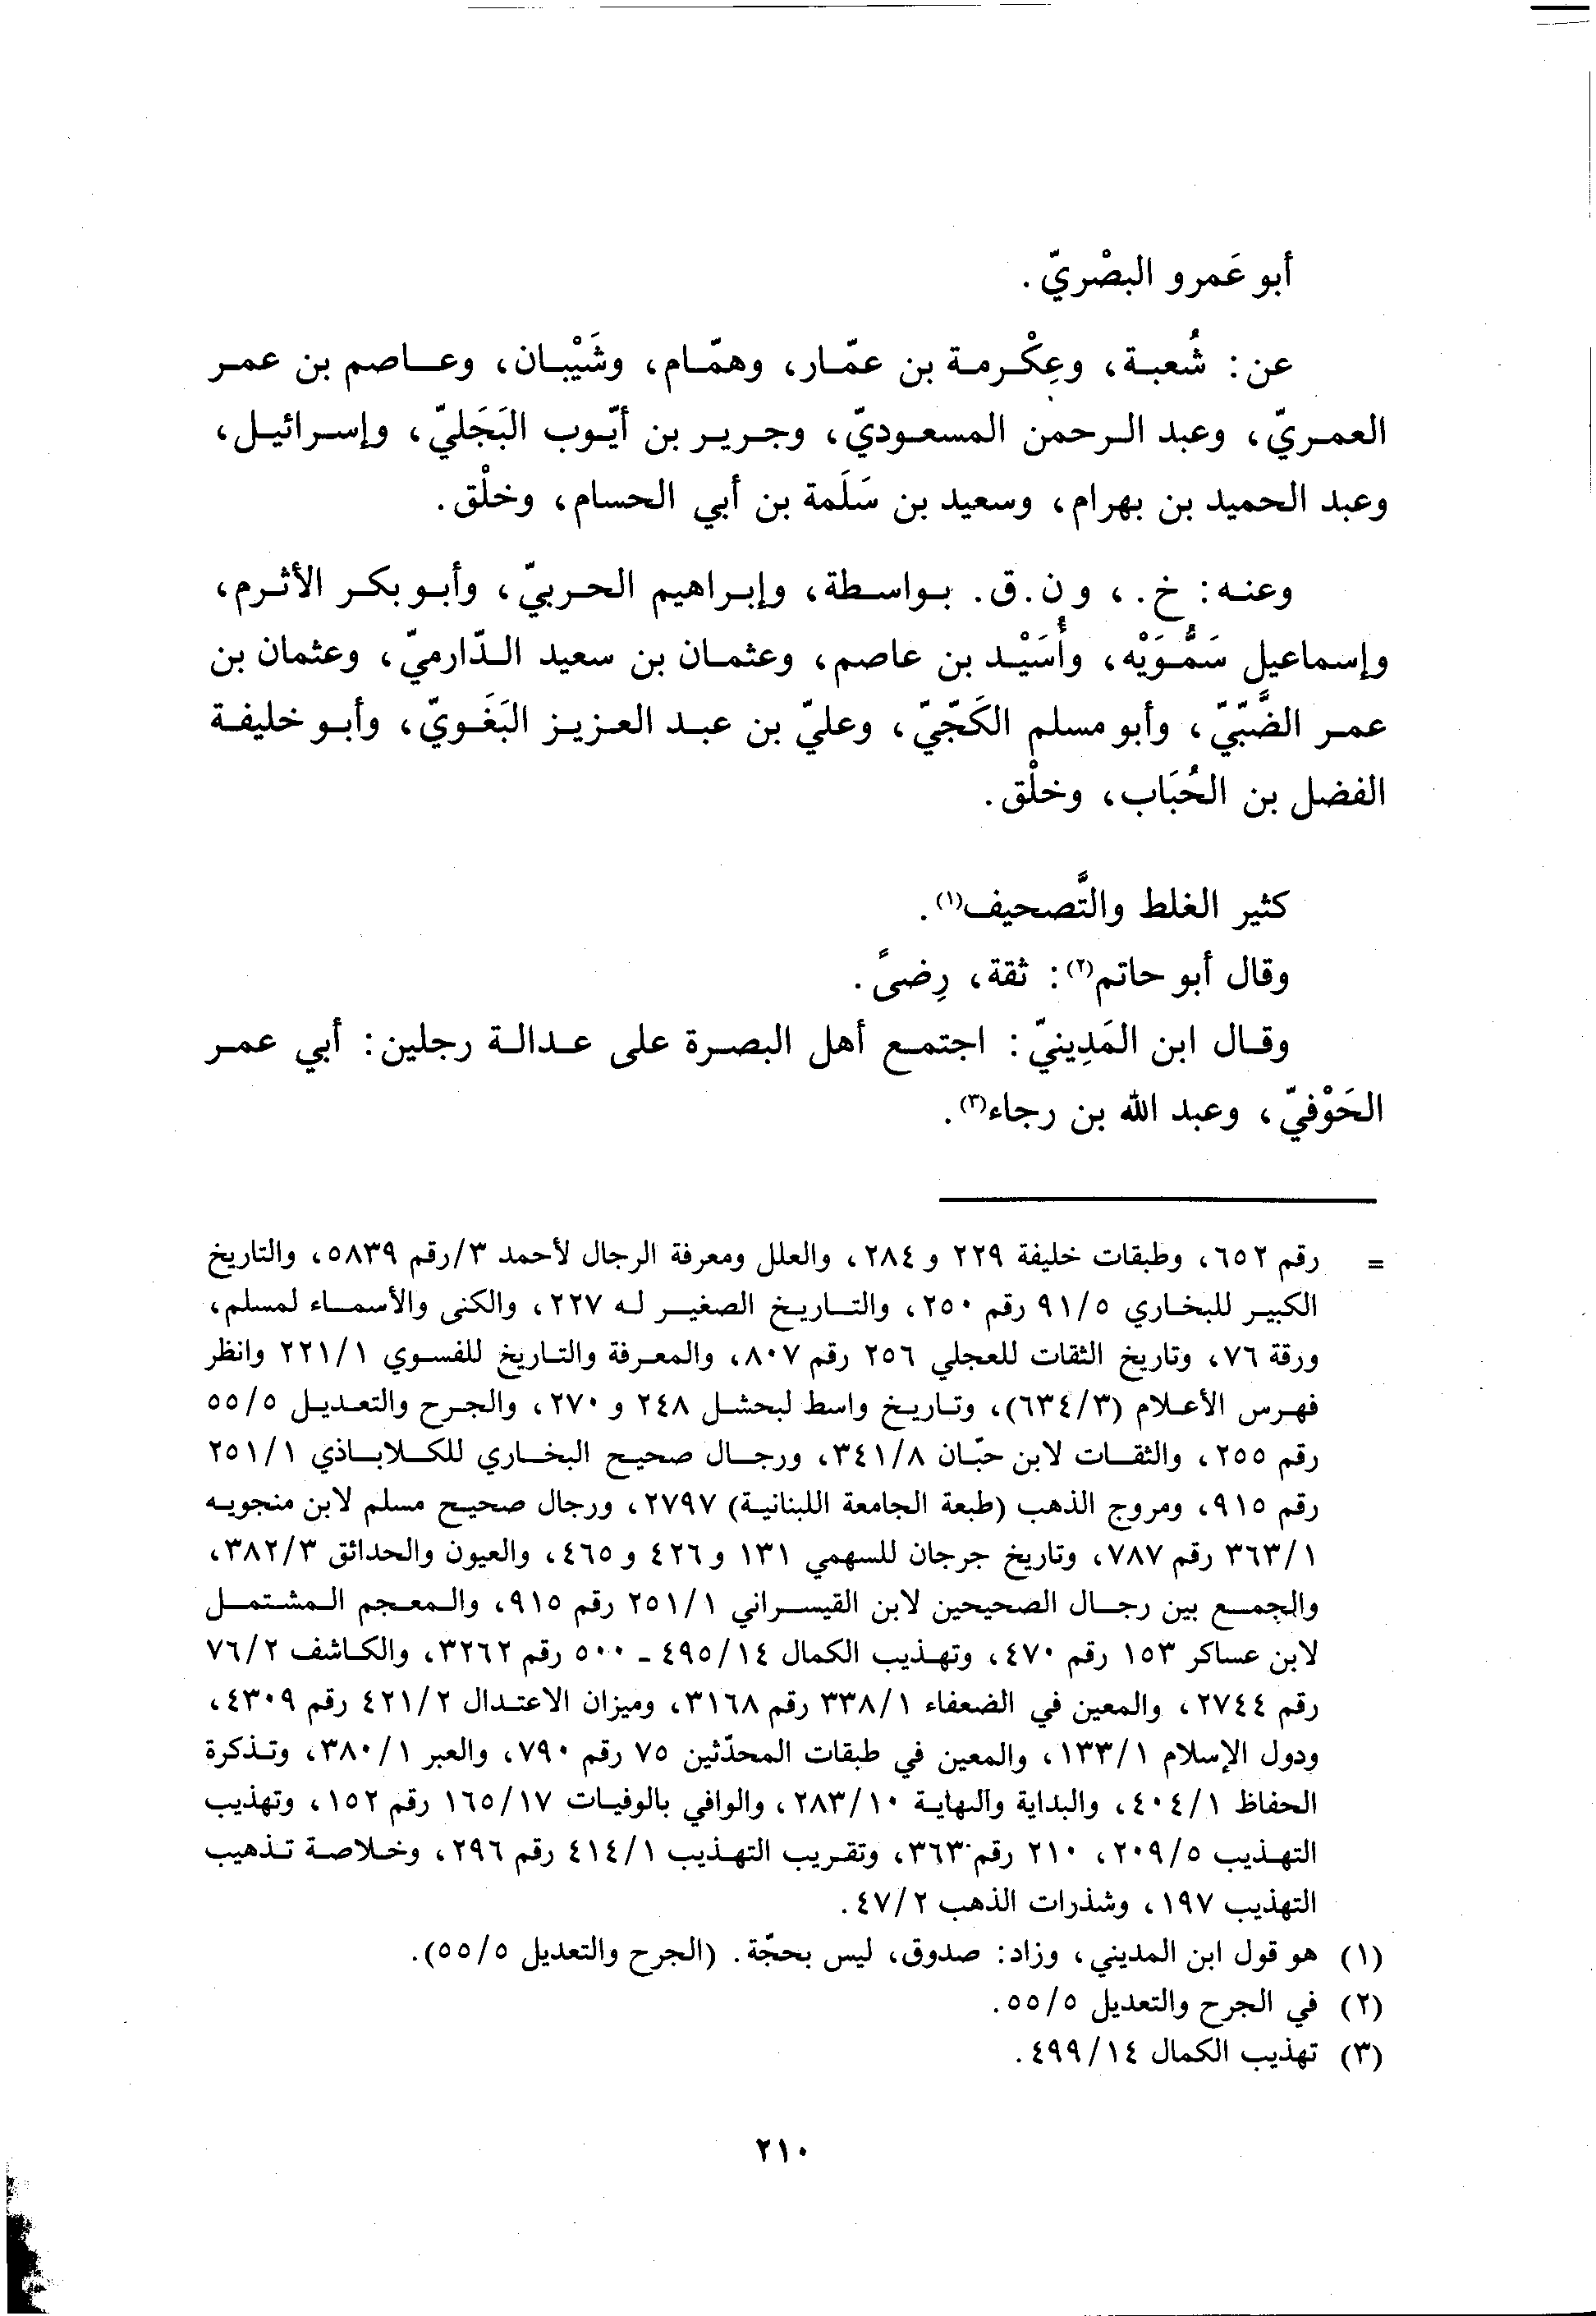 أبو عَمرو البصْريّ.
عن: شُعبة، وعِكْرمة بن عمّار، وهمّام، وشَيْبان، وعاصم بن عمر
العمريّ، وعبد الرحمن المسعوديّ، وجرير بن أيّوب البَجَليّ، وإسرائيل،
وعبد الحميد بن بهرام، وسعيد بن سَلَمة بن أبي الحسام، وخلْق.
وعنه: خ.، و ن. ق. بواسطة، وإبراهيم الحربيّ، وأبو بكر الأثرم،
وإسماعيل سَمُّوَيْه، وأُسَيْد بن عاصم، وعثمان بن سعيد الدّارميّ، وعثمان بن
عمر الضَّبّيّ، وأبو مسلم الكَجّيّ، وعليّ بن عبد العزيز البَغَويّ، وأبو خليفة
الفضل بن الحُبَاب، وخلْق.
كثير الغلط والتَّصحيف(١).
وقال أبو حاتم(٢): ثقة، رِضىً.
وقال ابن المَدِينيّ: اجتمع أهل البصرة على عدالة رجلين: أبي عمر
الحَوْفيّ، وعبد الله بن رجاء(٣).
= رقم ٦٥٢، وطبقات خليفة ٢٢٩ و ٢٨٤، والعلل ومعرفة الرجال لأحمد ٣/رقم ٥٨٣٩، والتاريخ
الكبير للبخاري ٩١/٥ رقم ٢٥٠، والتاريخ الصغير له ٢٢٧، والكنى والأسماء لمسلم،
ورقة ٧٦، وتاريخ الثقات للعجلي ٢٥٦ رقم ٨٠٧، والمعرفة والتاريخ للفسوي ٢٢١/١ وانظر
فهرس الأعلام (٦٣٤/٣)، وتاريخ واسط لبحشل ٢٤٨ و ٢٧٠، والجرح والتعديل ٥٥/٥
رقم ٢٥٥، والثقات لابن حبّان ٣٤١/٨، ورجال صحيح البخاري للكلاباذي ٢٥١/١
رقم ٩١٥، ومروج الذهب (طبعة الجامعة اللبنانية) ٢٧٩٧، ورجال صحيح مسلم لابن منجويه
٣٦٣/١ رقم ٧٨٧، وتاريخ جرجان للسهمي ١٣١ و ٤٢٦ و ٤٦٥، والعيون والحدائق ٣٨٢/٣،
والجمع بين رجال الصحيحين لابن القيسراني ٢٥١/١ رقم ٩١٥، والمعجم المشتمل
لابن عساكر ١٥٣ رقم ٤٧٠، وتهذيب الكمال ٤٩٥/١٤ - ٥٠٠ رقم ٣٢٦٢، والكاشف ٧٦/٢
رقم ٢٧٤٤، والمعين في الضعفاء ٣٣٨/١ رقم ٣١٦٨، وميزان الاعتدال ٤٢١/٢ رقم ٤٣٠٩،
ودول الإسلام ١٣٣/١، والمعين في طبقات المحدّثين ٧٥ رقم ٧٩٠، والعبر ٣٨٠/١، وتذكرة
الحفاظ ٤٠٤/١، والبداية والنهاية ٢٨٣/١٠، والوافي بالوفيات ١٦٥/١٧ رقم ١٥٢، وتهذيب
التهذيب ٢٠٩/٥، ٢١٠ رقم ٣٦٣، وتقريب التهذيب ٤١٤/١ رقم ٢٩٦، وخلاصة تذهيب
التهذيب ١٩٧، وشذرات الذهب ٤٧/٢.
(١) هو قول ابن المديني، وزاد: صدوق، ليس بحجّة. (الجرح والتعديل ٥٥/٥).
(٢) في الجرح والتعديل ٥٥/٥.
(٣) تهذيب الكمال ٤٩٩/١٤.
٢١٠